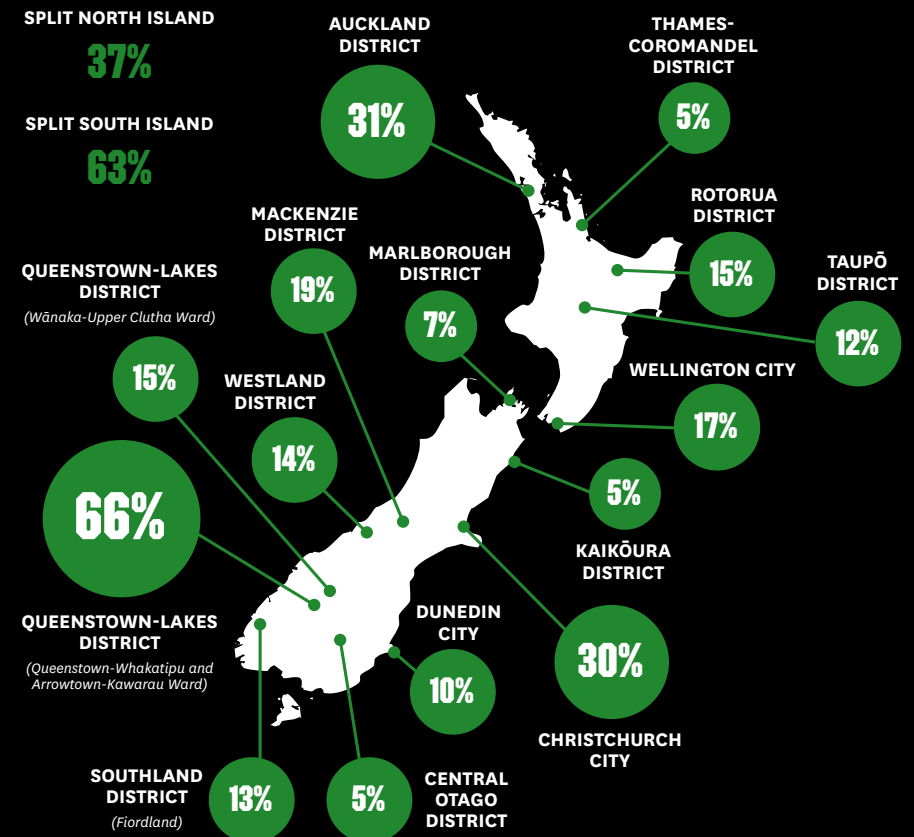 SPLIT NORTH ISLAND
37%
SPLIT SOUTH ISLAND
63%
AUCKLAND
DISTRICT
31%
THAMES-
COROMANDEL
DISTRICT
5%
ROTORUA
DISTRICT
15%
TAUPŌ
DISTRICT
12%
MACKENZIE
DISTRICT
19%
MARLBOROUGH
DISTRICT
7%
QUEENSTOWN-LAKES
DISTRICT
(Wānaka-Upper Clutha Ward)
15%
WESTLAND
DISTRICT
14%
WELLINGTON CITY
17%
5%
KAIKŌURA
DISTRICT
66%
QUEENSTOWN-LAKES
DISTRICT
(Queenstown-Whakatipu and
Arrowtown-Kawarau Ward)
DUNEDIN
CITY
10%
30%
CHRISTCHURCH
CITY
SOUTHLAND
DISTRICT
(Fiordland)
13%
5%
CENTRAL
OTAGO
DISTRICT